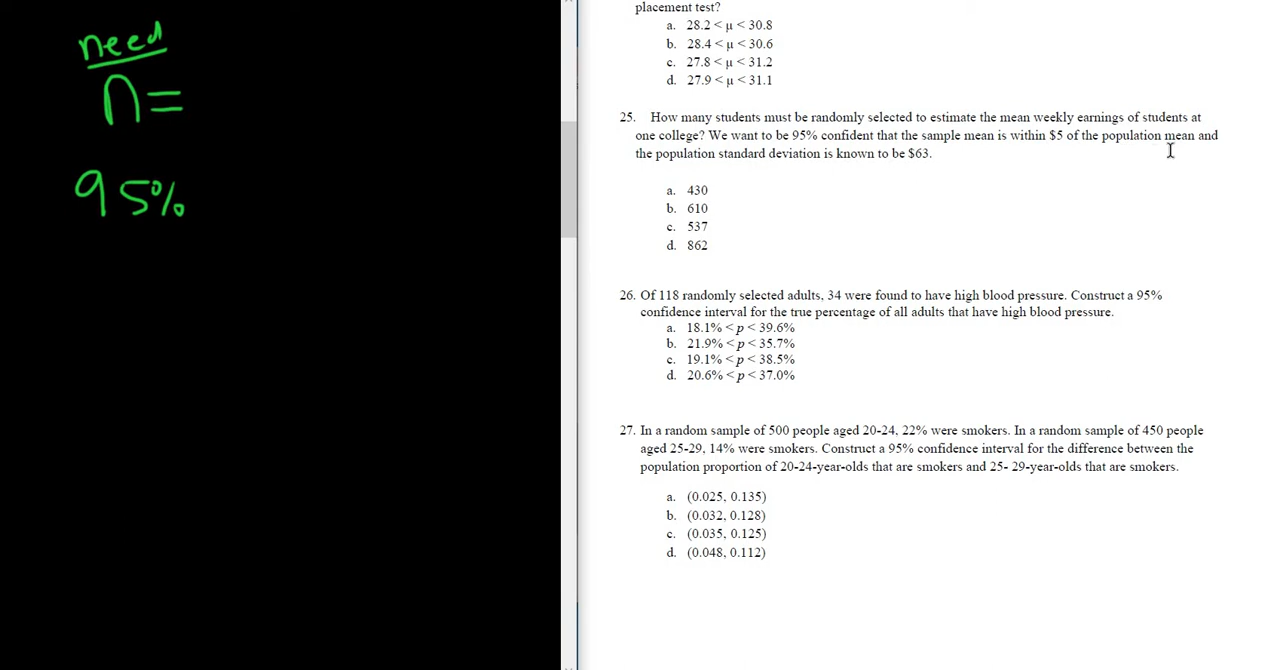 need
n=
95%
placement test?
a. 28.2 < μ < 30.8
b. 28.4 < μ < 30.6
c. 27.8 < μ < 31.2
d. 27.9 < μ < 31.1
25. How many students must be randomly selected to estimate the mean weekly earnings of students at
one college? We want to be 95% confident that the sample mean is within $5 of the population mean and
the population standard deviation is known to be $63.
a. 430
b. 610
c. 537
d. 862
26. Of 118 randomly selected adults, 34 were found to have high blood pressure. Construct a 95%
confidence interval for the true percentage of all adults that have high blood pressure.
a. 18.1% < p < 39.6%
b. 21.9% < p < 35.7%
c. 19.1% < p < 38.5%
d. 20.6% < p < 37.0%
27. In a random sample of 500 people aged 20-24, 22% were smokers. In a random sample of 450 people
aged 25-29, 14% were smokers. Construct a 95% confidence interval for the difference between the
population proportion of 20-24-year-olds that are smokers and 25- 29-year-olds that are smokers.
a. (0.025, 0.135)
b. (0.032, 0.128)
c. (0.035, 0.125)
d. (0.048, 0.112)